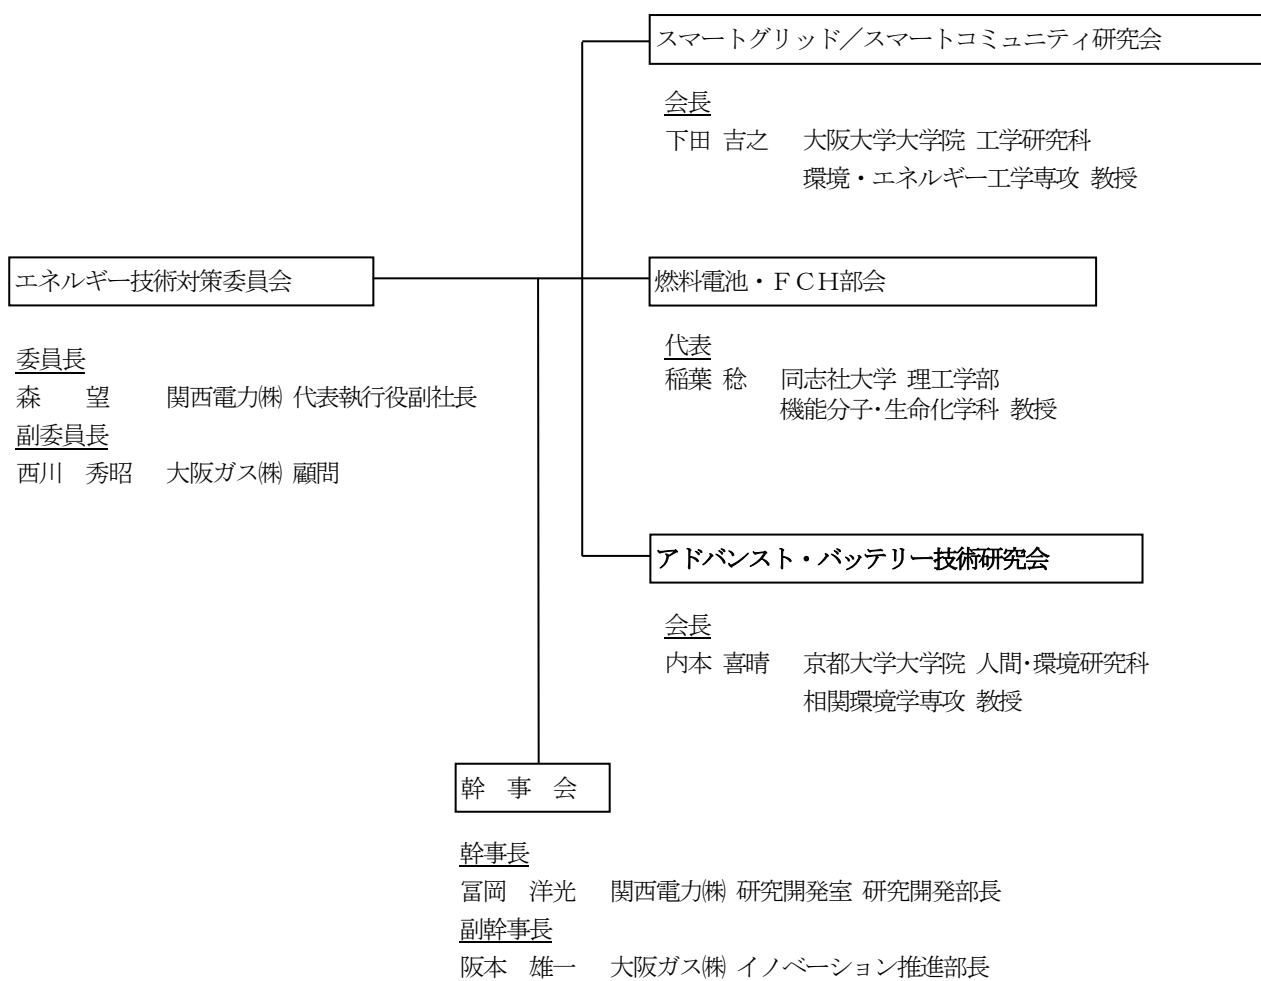 スマートグリッド／スマートコミュニティ研究会
会長
下田 吉之 大阪大学大学院 工学研究科
環境・エネルギー工学専攻 教授
エネルギー技術対策委員会
委員長
森　望 関西電力㈱ 代表執行役副社長
副委員長
西川　秀昭 大阪ガス㈱ 顧問
燃料電池・ＦＣＨ部会
代表
稲葉 稔 同志社大学 理工学部
機能分子･生命化学科 教授
アドバンスト・バッテリー技術研究会
会長
内本 喜晴 京都大学大学院 人間･環境研究科
相関環境学専攻 教授
幹　事　会
幹事長
冨岡　洋光 関西電力㈱ 研究開発室 研究開発部長
副幹事長
阪本　雄一 大阪ガス㈱ イノベーション推進部長